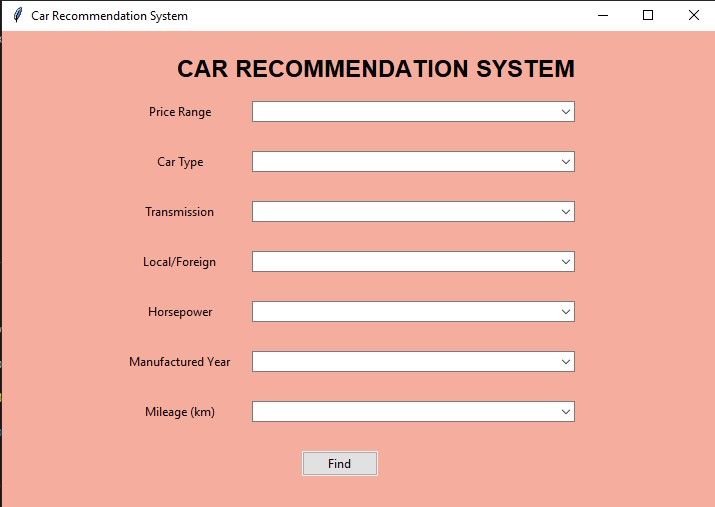 Car Recommendation System
CAR RECOMMENDATION SYSTEM
Price Range
Car Type
Transmission
Local/Foreign
Horsepower
Manufactured Year
Mileage (km)
Find